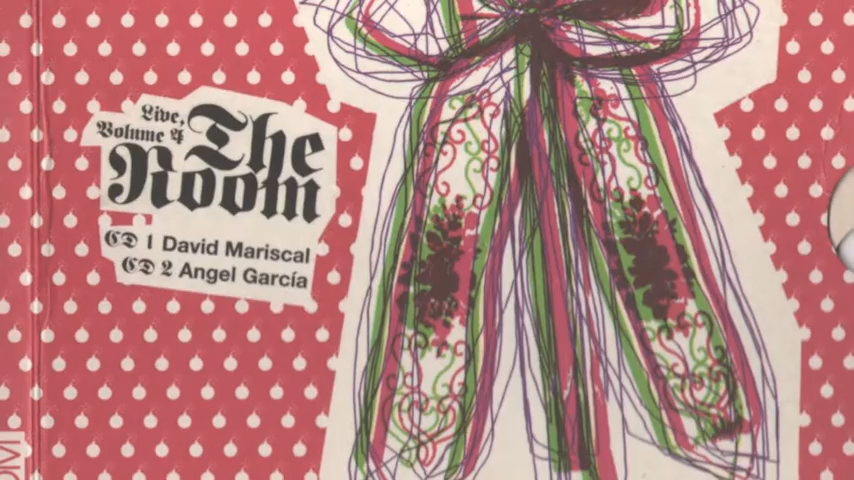 Live,
Volume 4
The
Room
CD 1 David Mariscal
CD 2 Angel García